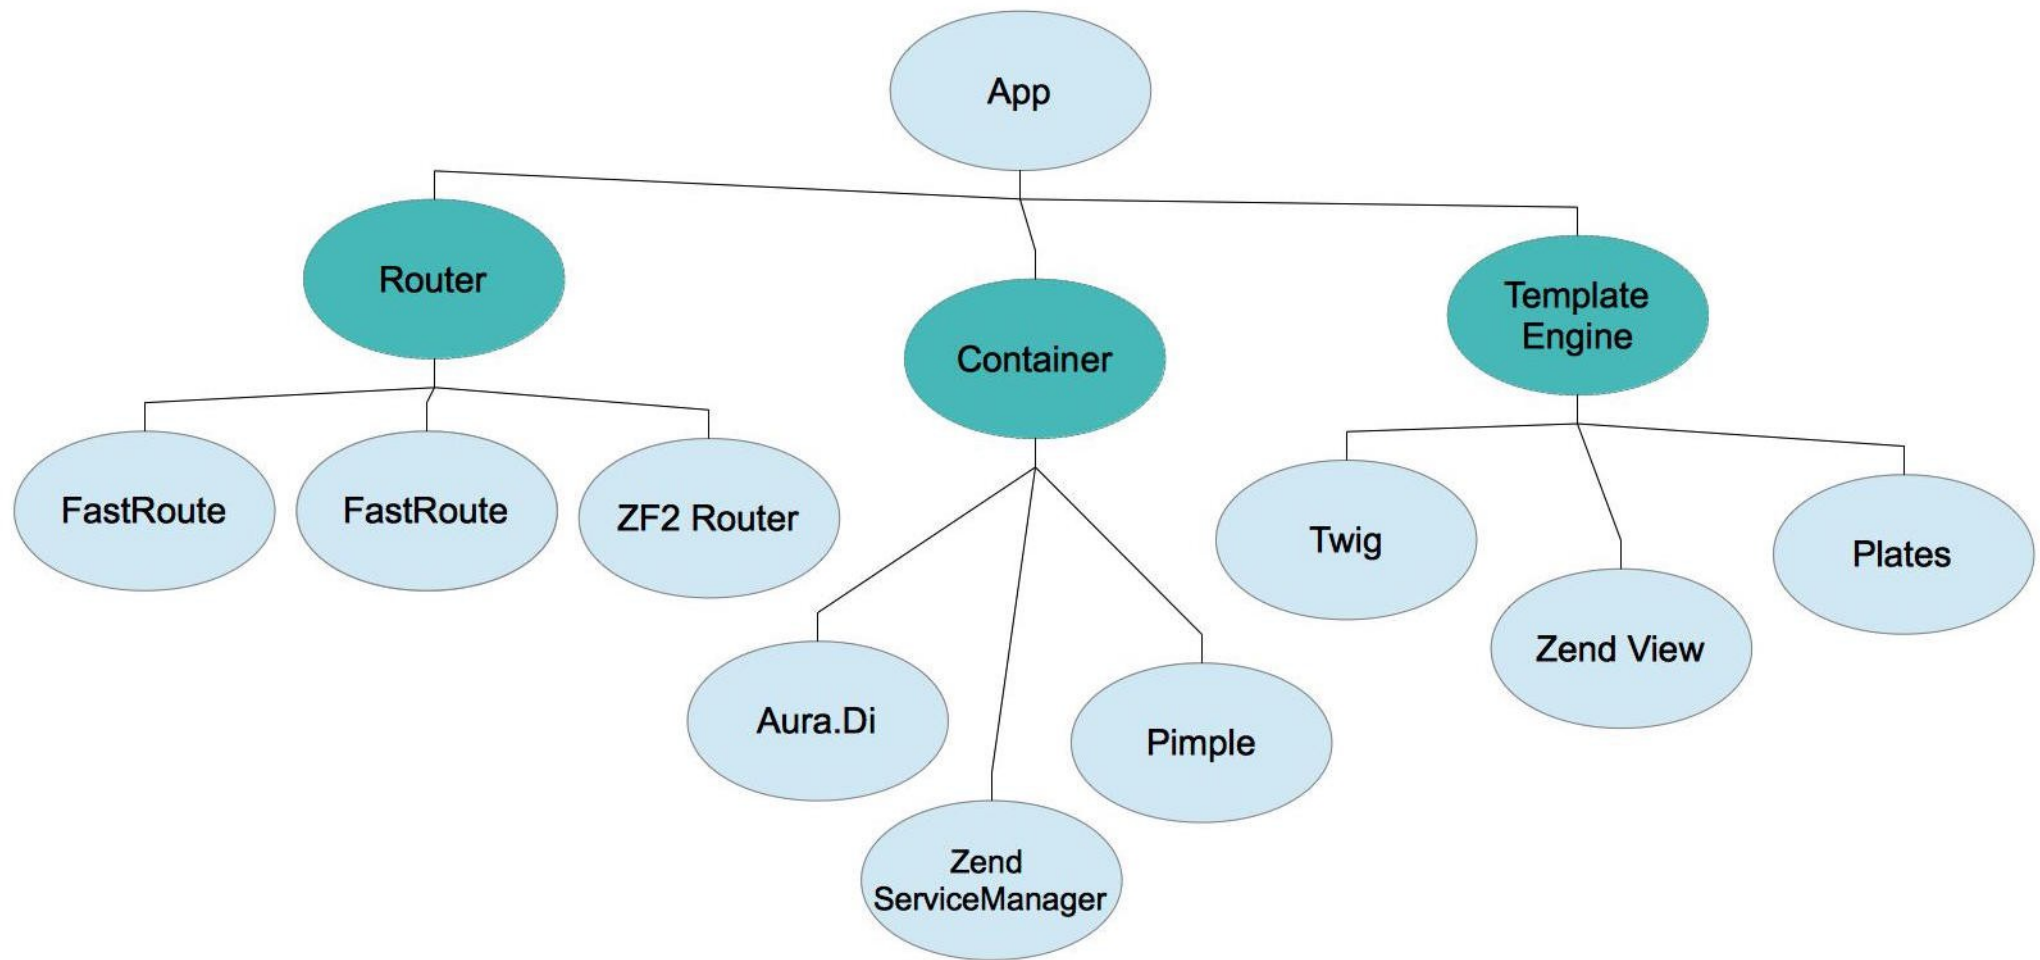 App
Router
Container
Template
Engine
FastRoute
FastRoute
ZF2 Router
Twig
Zend View
Plates
Aura.Di
Pimple
Zend
ServiceManager